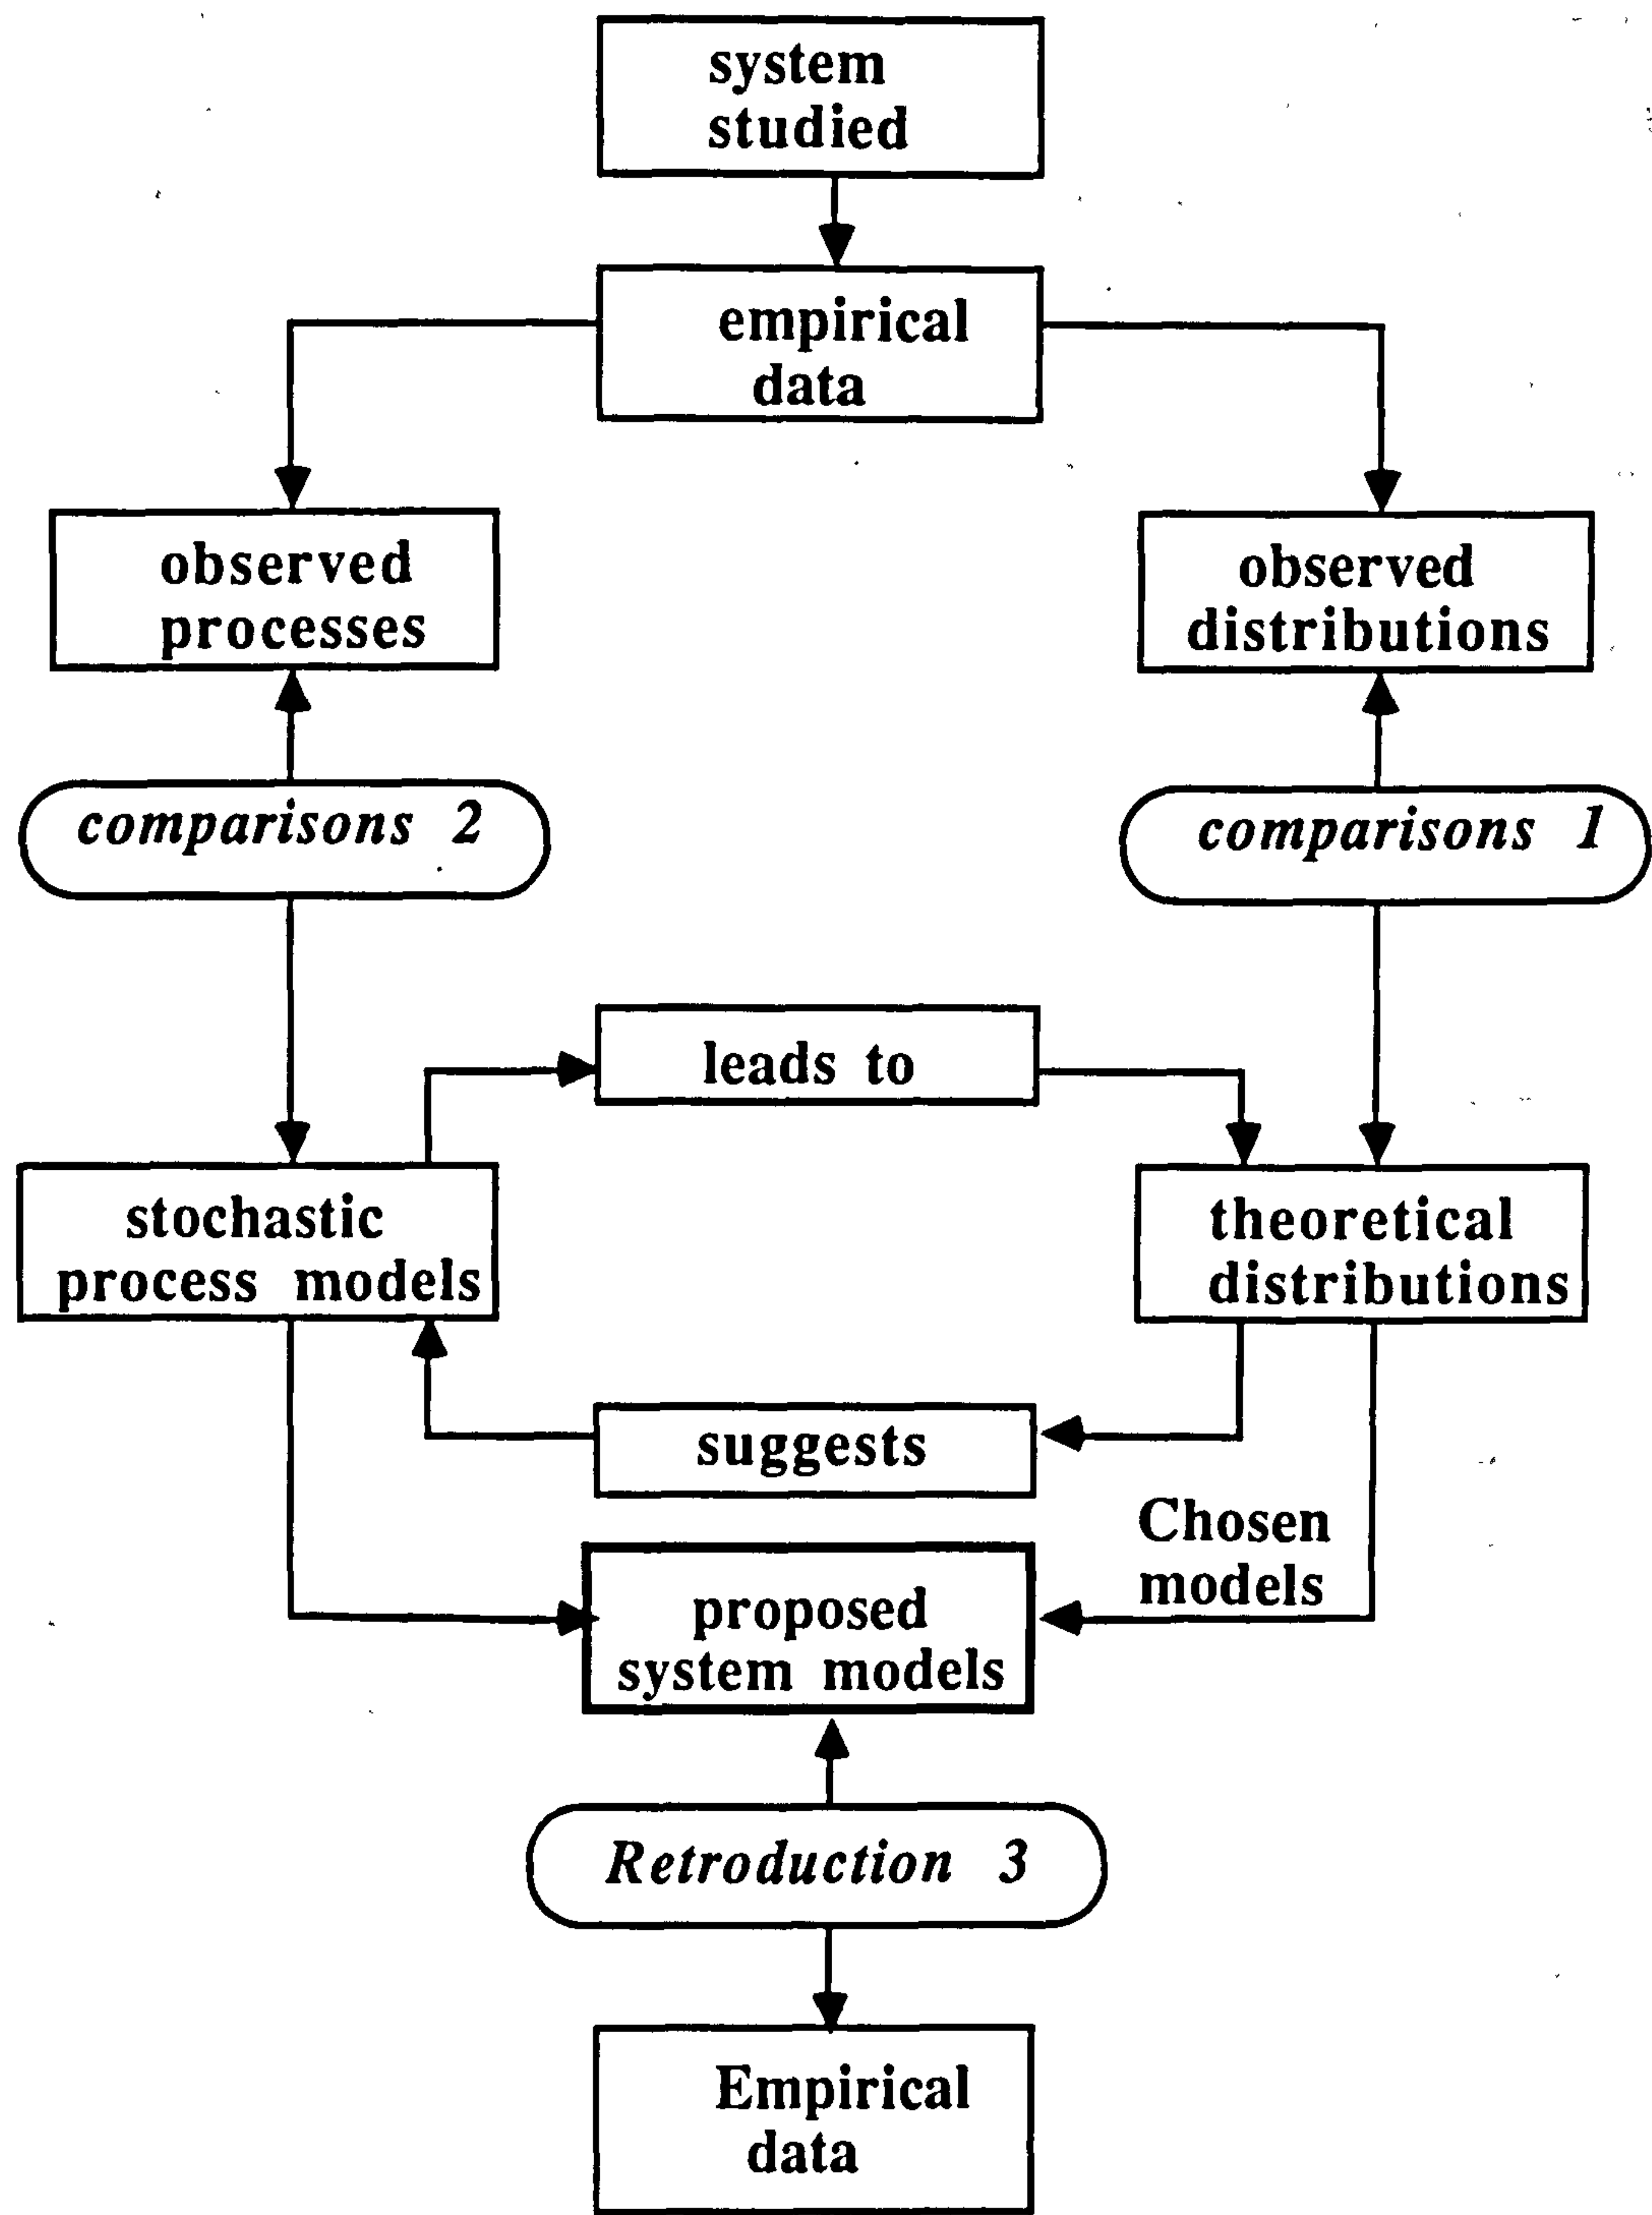 system
studied
empirical
data
observed
processes
observed
distributions
comparisons 2
comparisons 1
leads to
stochastic
process models
theoretical
distributions
suggests
Chosen
models
proposed
system models
Retroduction 3
Empirical
data